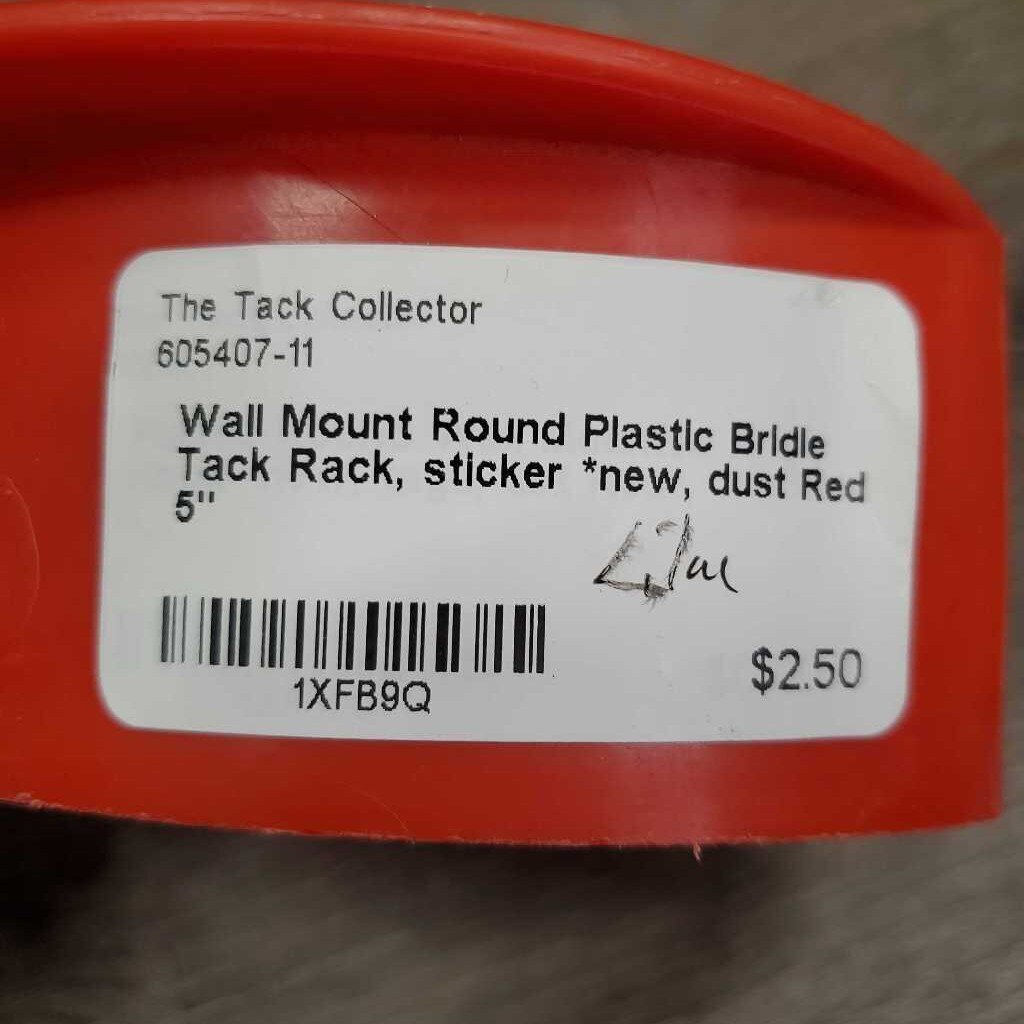 The Tack Collector
605407-11
Wall Mount Round Plastic Bridle
Tack Rack, sticker *new, dust Red
5"
1XFB9Q
$2.50